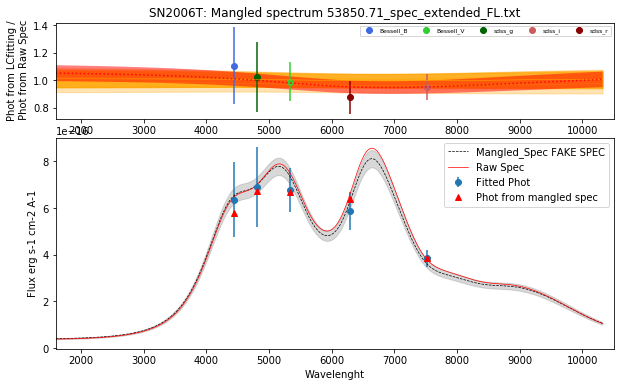 SN2006T: Mangled spectrum 53850.71_spec_extended_FL.txt
Phot from LCfitting /
Phot from Raw Spec
1.4
1.2
1.0
0.8
Bessell_B
Bessell_V
sdss_g
sdss_i
sdss_r
2000 3000 4000 5000 6000 7000 8000 9000 10000
Flux erg s-1 cm-2 A-1
8
6
4
2
0
Mangled_Spec FAKE SPEC
Raw Spec
Fitted Phot
Phot from mangled spec
2000 3000 4000 5000 6000 7000 8000 9000 10000
Wavelenght